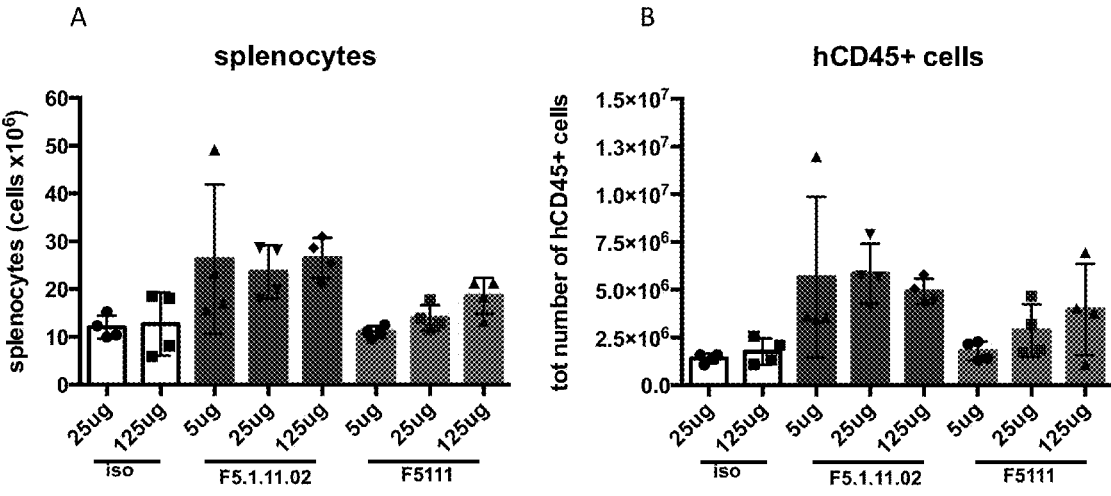 A
splenocytes
splenocytes (cells x10⁶)
60
50
40
30
20
10
0
25ug
125ug
5ug
25ug
125ug
5ug
25ug
125ug
iso
F5.1.11.02
F5111
B
hCD45+ cells
tot number of hCD45+ cells
1.5×10⁷
1.3×10⁷
1.0×10⁷
7.5×10⁶
5.0×10⁶
2.5×10⁶
0.0
25ug
125ug
5ug
25ug
125ug
5ug
25ug
125ug
iso
F5.1.11.02
F5111